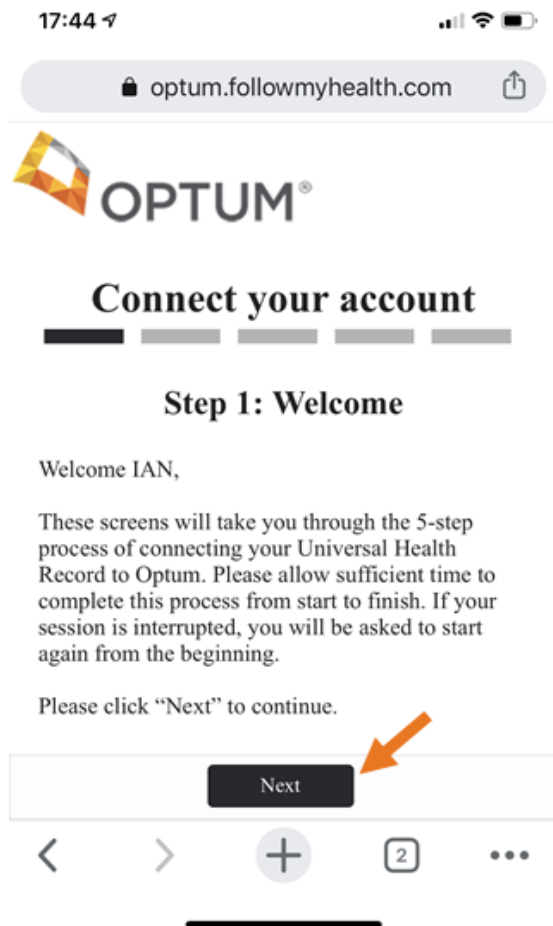 17:44
optum.followmyhealth.com
OPTUM®
Connect your account
Step 1: Welcome
Welcome IAN,
These screens will take you through the 5-step
process of connecting your Universal Health
Record to Optum. Please allow sufficient time to
complete this process from start to finish. If your
session is interrupted, you will be asked to start
again from the beginning.
Please click “Next” to continue.
Next
2